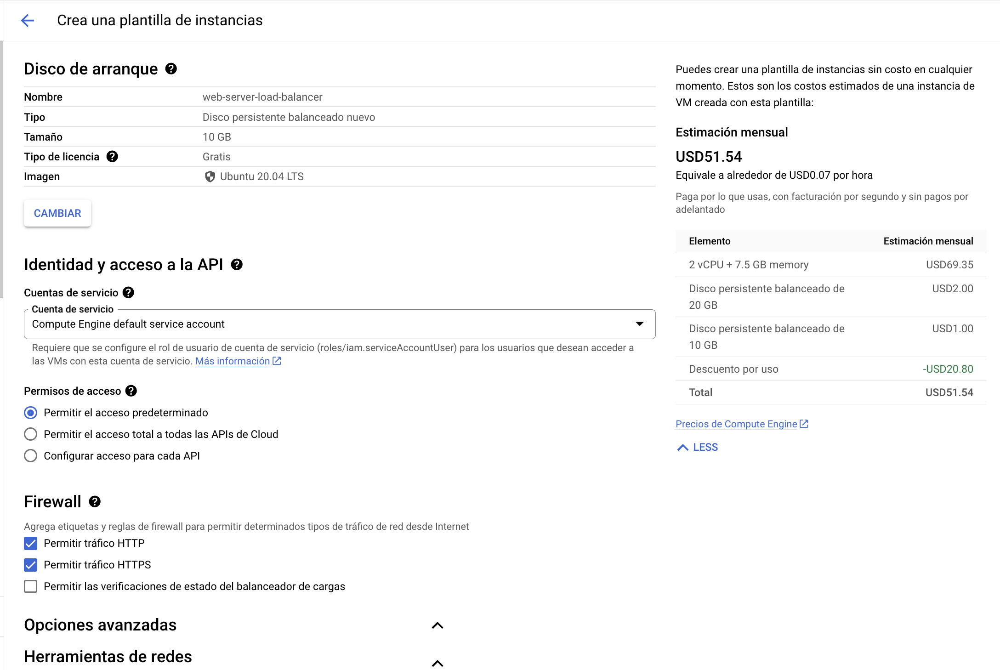 Crea una plantilla de instancias
Disco de arranque
Nombre web-server-load-balancer
Tipo Disco persistente balanceado nuevo
Tamaño 10 GB
Tipo de licencia Gratis
Imagen Ubuntu 20.04 LTS
CAMBIAR
Identidad y acceso a la API
Cuentas de servicio
Cuenta de servicio
Compute Engine default service account
Requiere que se configure el rol de usuario de cuenta de servicio (roles/iam.serviceAccountUser) para los usuarios que desean acceder a
las VMs con esta cuenta de servicio. Más información
Permisos de acceso
Permitir el acceso predeterminado
Permitir el acceso total a todas las APIs de Cloud
Configurar acceso para cada API
Firewall
Agrega etiquetas y reglas de firewall para permitir determinados tipos de tráfico de red desde Internet
Permitir tráfico HTTP
Permitir tráfico HTTPS
Permitir las verificaciones de estado del balanceador de cargas
Opciones avanzadas
Herramientas de redes
Puedes crear una plantilla de instancias sin costo en cualquier
momento. Estos son los costos estimados de una instancia de
VM creada con esta plantilla:
Estimación mensual
USD51.54
Equivale a alrededor de USD0.07 por hora
Paga por lo que usas, con facturación por segundo y sin pagos por
adelantado
Elemento Estimación mensual
2 vCPU + 7.5 GB memory USD69.35
Disco persistente balanceado de USD2.00
20 GB
Disco persistente balanceado de USD1.00
10 GB
Descuento por uso -USD20.80
Total USD51.54
Precios de Compute Engine
LESS